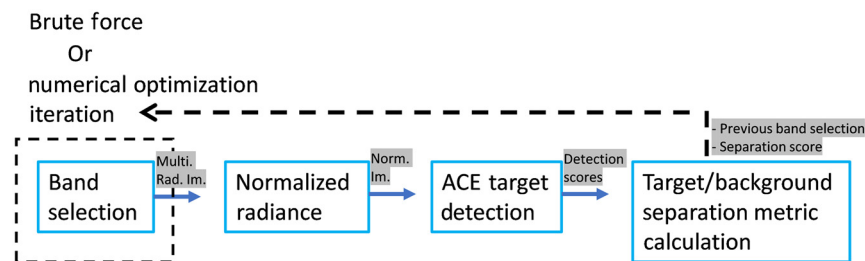 Brute force
Or
numerical optimization
iteration
- Previous band selection
- Separation score
Band
selection
Multi.
Rad. Im.
Normalized
radiance
Norm.
Im.
ACE target
detection
Detection
scores
Target/background
separation metric
calculation